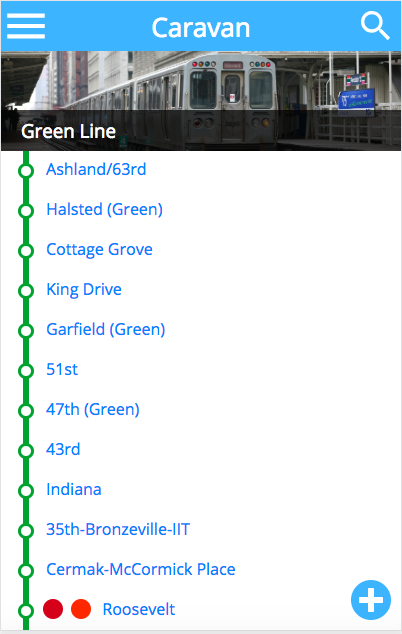 Caravan
Green Line
Ashland/63rd
Halsted (Green)
Cottage Grove
King Drive
Garfield (Green)
51st
47th (Green)
43rd
Indiana
35th-Bronzeville-IIT
Cermak-McCormick Place
Roosevelt